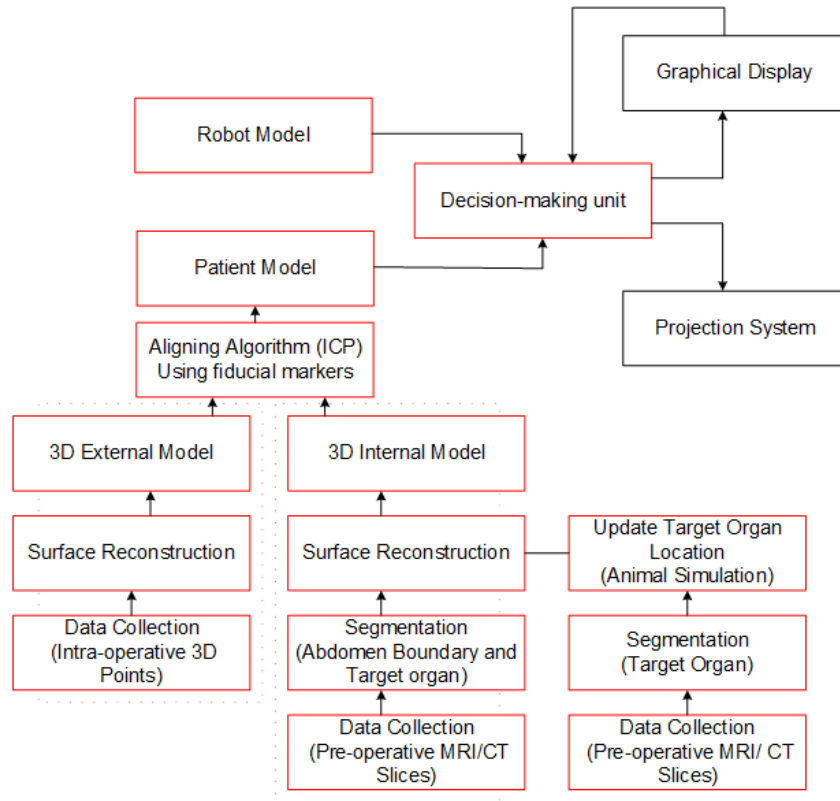 Graphical Display
Robot Model
Decision-making unit
Patient Model
Projection System
Aligning Algorithm (ICP)
Using fiducial markers
3D External Model
3D Internal Model
Surface Reconstruction
Surface Reconstruction
Update Target Organ
Location
(Animal Simulation)
Data Collection
(Intra-operative 3D
Points)
Segmentation
(Abdomen Boundary and
Target organ)
Segmentation
(Target Organ)
Data Collection
(Pre-operative MRI/CT
Slices)
Data Collection
(Pre-operative MRI/ CT
Slices)